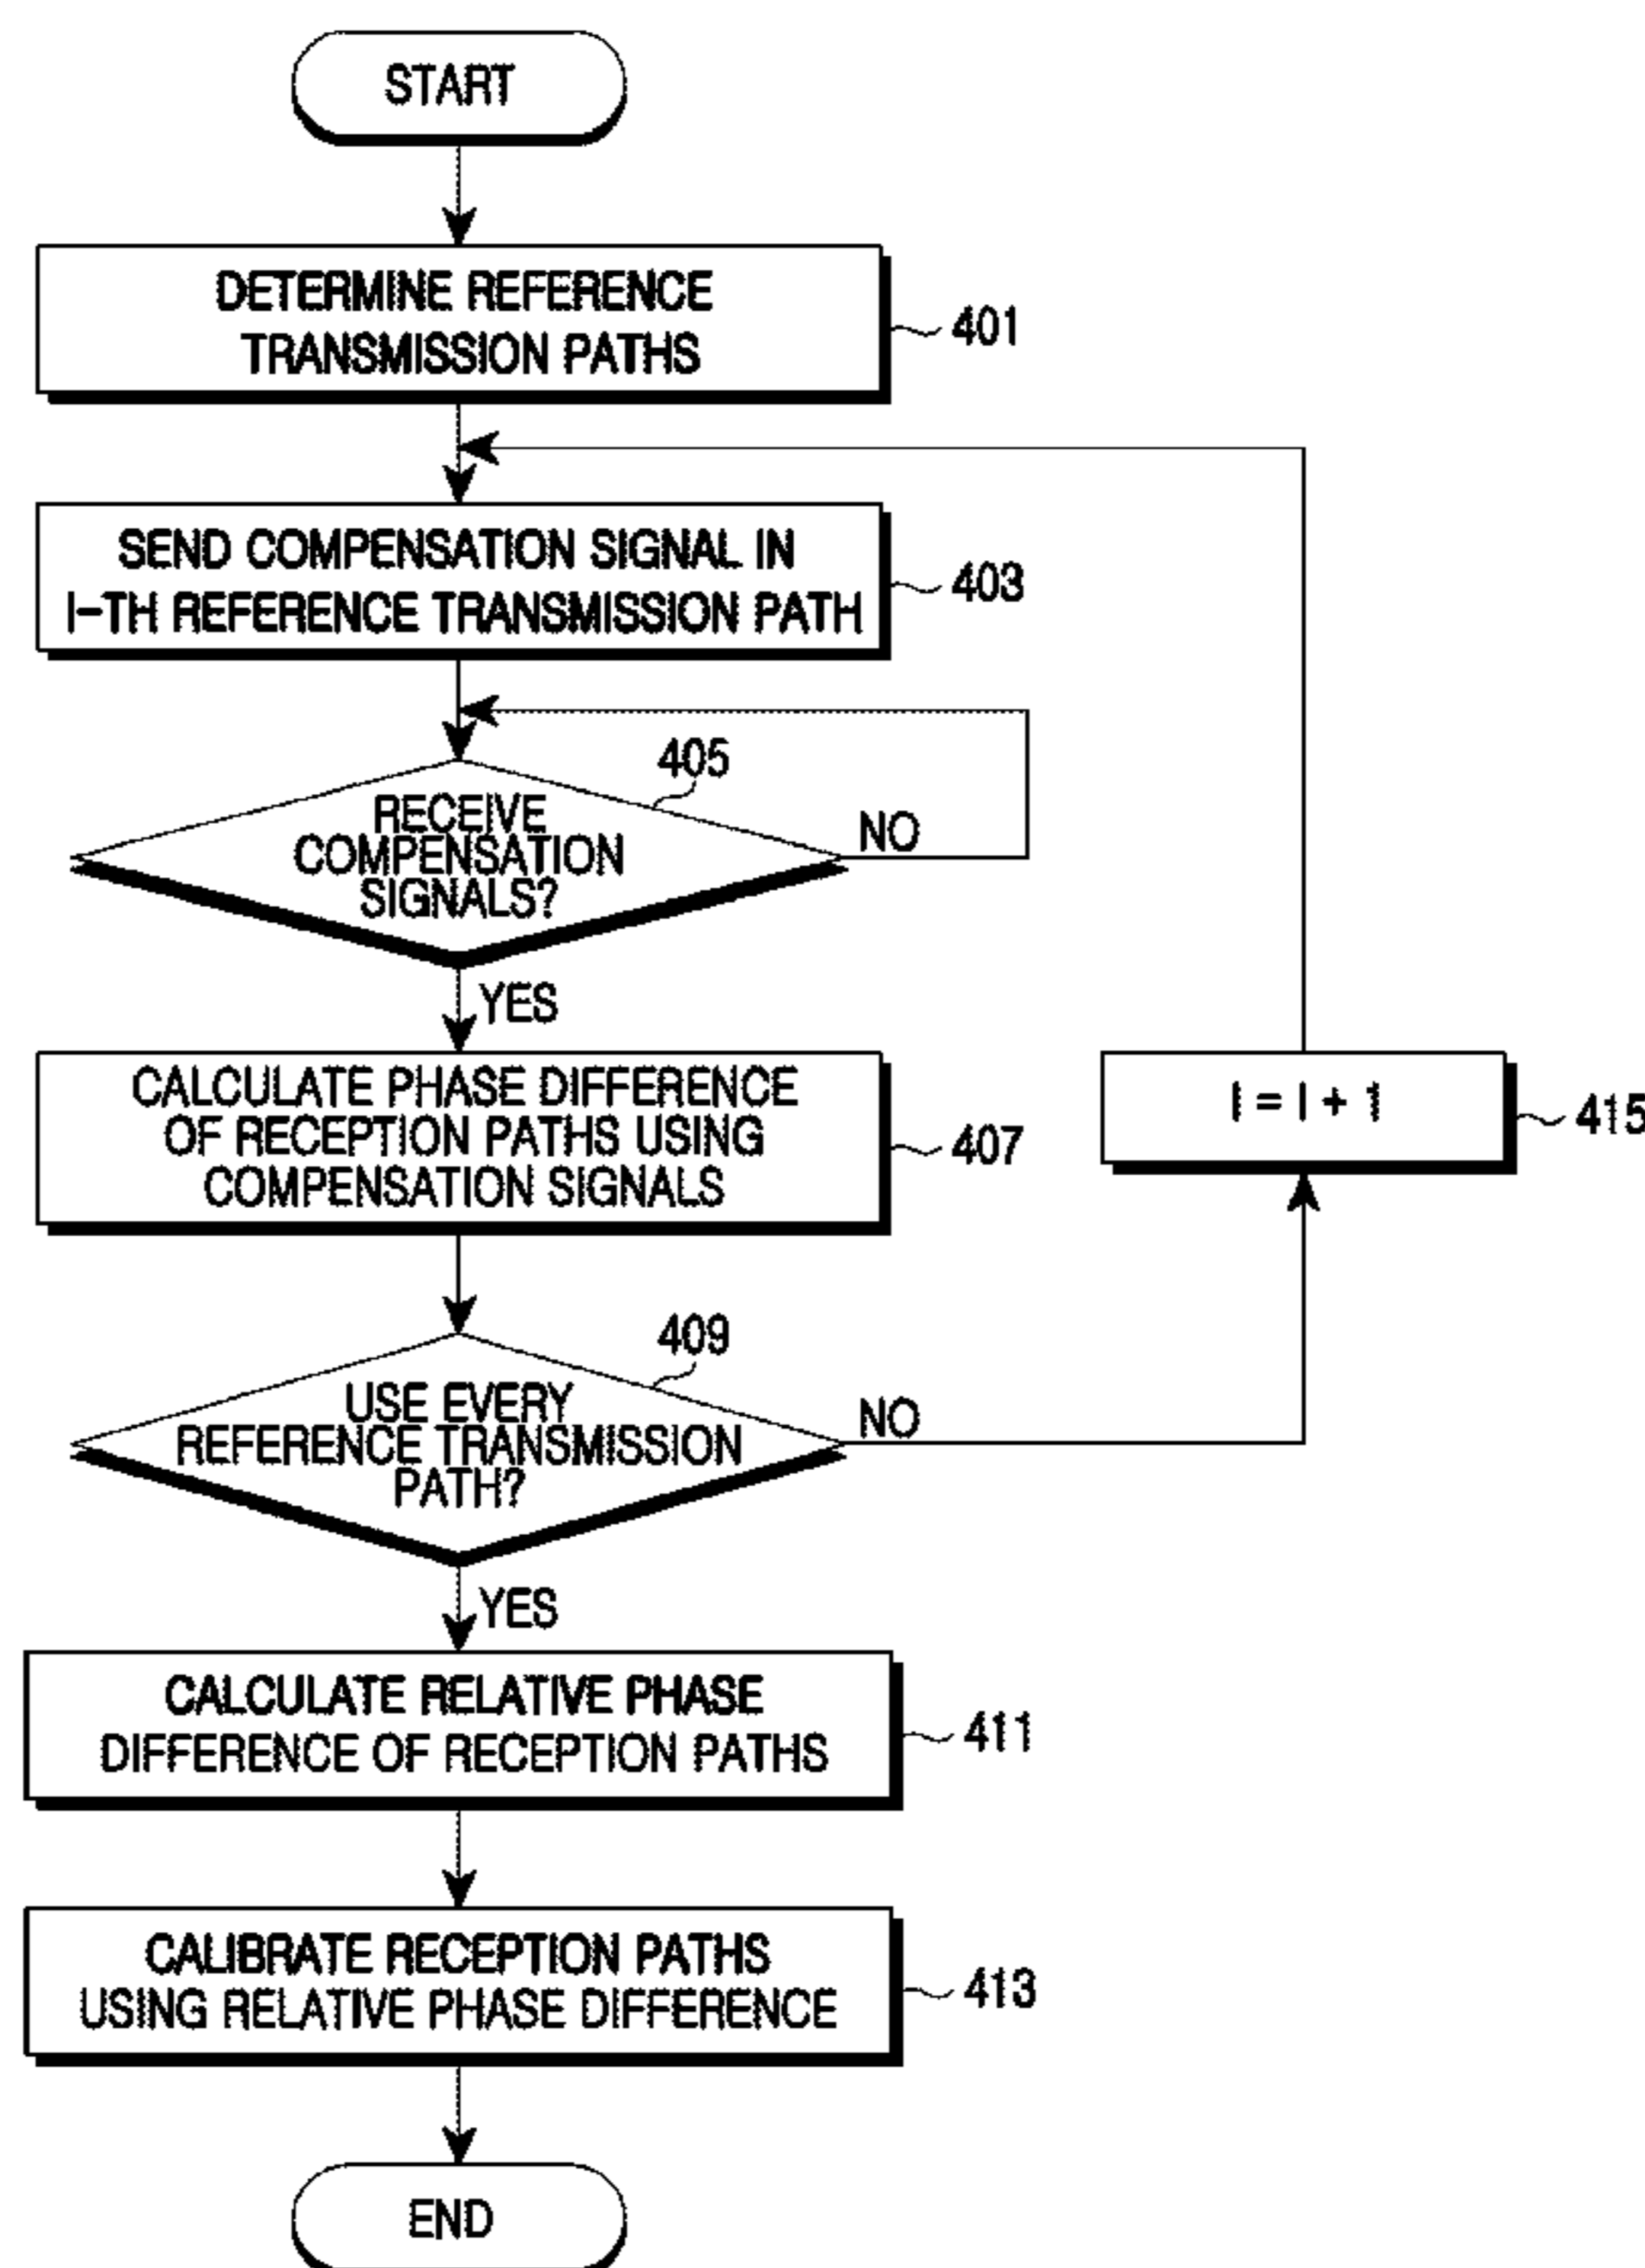 START
DETERMINE REFERENCE
TRANSMISSION PATHS
401
SEND COMPENSATION SIGNAL IN
I-TH REFERENCE TRANSMISSION PATH
403
405
RECEIVE
COMPENSATION
SIGNALS?
NO
YES
CALCULATE PHASE DIFFERENCE
OF RECEPTION PATHS USING
COMPENSATION SIGNALS
407
I = I + 1
415
409
USE EVERY
REFERENCE TRANSMISSION
PATH?
NO
YES
CALCULATE RELATIVE PHASE
DIFFERENCE OF RECEPTION PATHS
411
CALIBRATE RECEPTION PATHS
USING RELATIVE PHASE DIFFERENCE
413
END